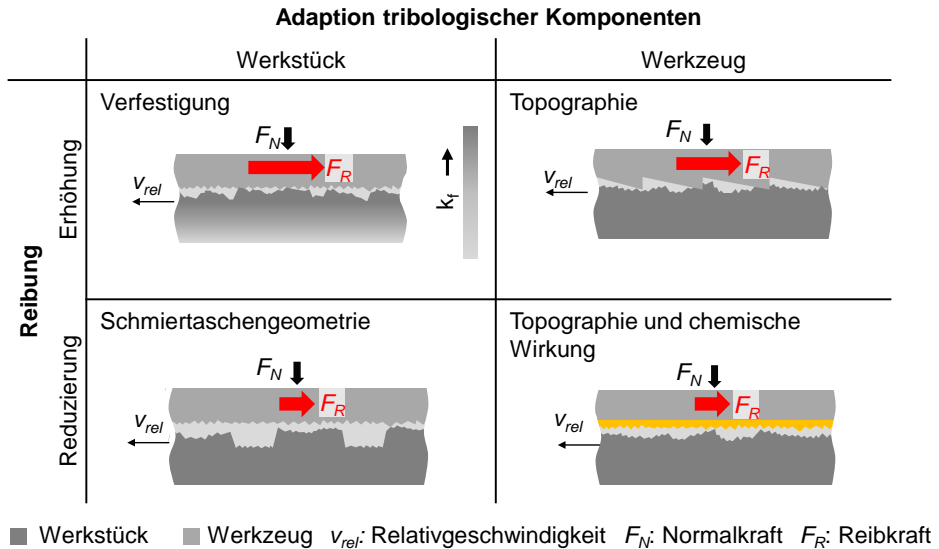 Adaption tribologischer Komponenten
Werkstück
Werkzeug
Reibung
Erhöhung
Verfestigung
F_N
F_R
v_rel
k_f
Topographie
F_N
F_R
v_rel
Reduzierung
Schmiertaschengeometrie
F_N
F_R
v_rel
Topographie und chemische
Wirkung
F_N
F_R
v_rel
Werkstück Werkzeug v_rel: Relativgeschwindigkeit F_N: Normalkraft F_R: Reibkraft